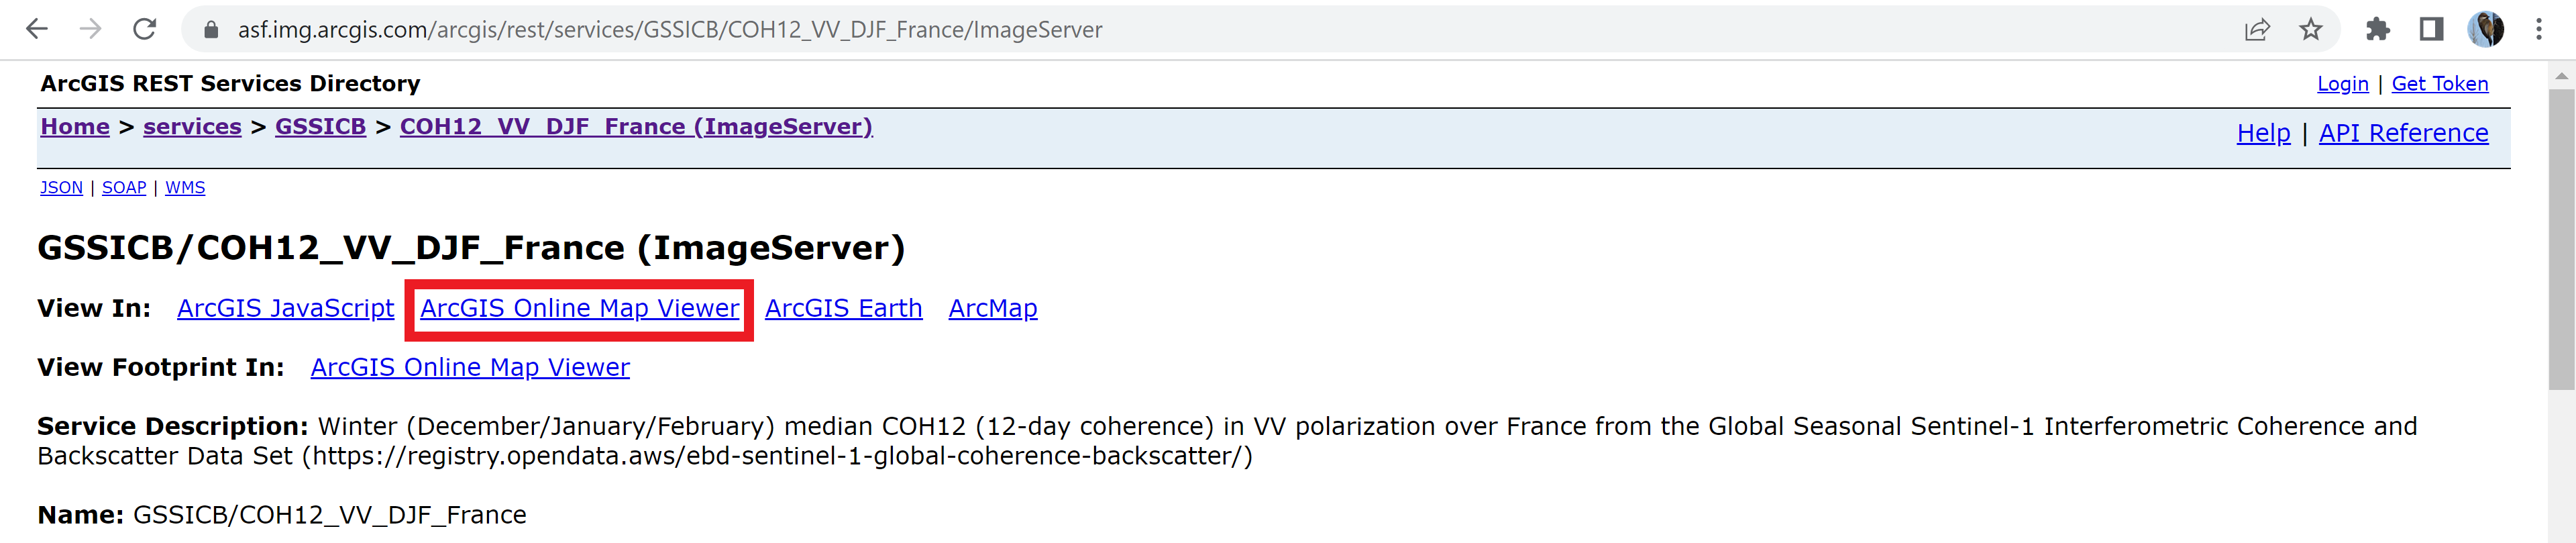 asf.img.arcgis.com/arcgis/rest/services/GSSICB/COH12_VV_DJF_France/ImageServer
ArcGIS REST Services Directory
Login | Get Token
Home > services > GSSICB > COH12_VV_DJF_France (ImageServer)
Help | API Reference
JSON | SOAP | WMS
GSSICB/COH12_VV_DJF_France (ImageServer)
View In: ArcGIS JavaScript ArcGIS Online Map Viewer ArcGIS Earth ArcMap
View Footprint In: ArcGIS Online Map Viewer
Service Description: Winter (December/January/February) median COH12 (12-day coherence) in VV polarization over France from the Global Seasonal Sentinel-1 Interferometric Coherence and
Backscatter Data Set (https://registry.opendata.aws/ebd-sentinel-1-global-coherence-backscatter/)
Name: GSSICB/COH12_VV_DJF_France